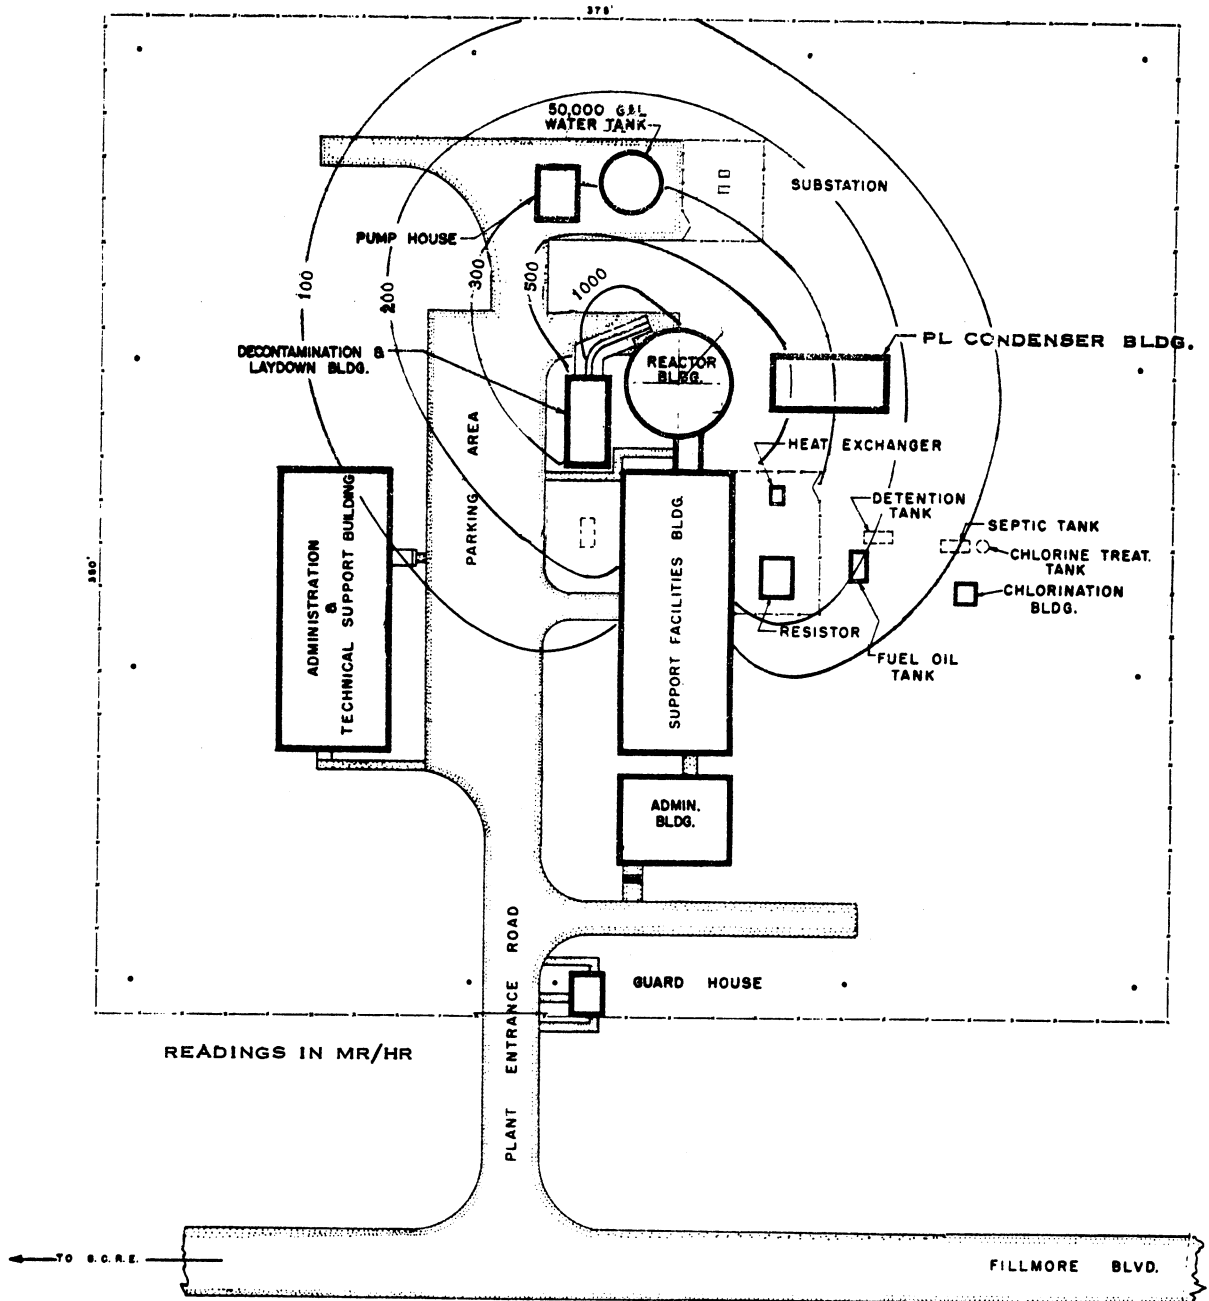 375'
50,000 GAL
WATER TANK
SUBSTATION
PUMP HOUSE
100
200
300
500
1000
DECONTAMINATION &
LAYDOWN BLDG.
REACTOR
BLDG.
PL CONDENSER BLDG.
PARKING AREA
HEAT EXCHANGER
DETENTION
TANK
SEPTIC TANK
CHLORINE TREAT.
TANK
CHLORINATION
BLDG.
RESISTOR
FUEL OIL
TANK
ADMINISTRATION
&
TECHNICAL SUPPORT BUILDING
SUPPORT FACILITIES BLDG.
ADMIN.
BLDG.
GUARD HOUSE
READINGS IN MR/HR
PLANT ENTRANCE ROAD
TO
FILLMORE BLVD.